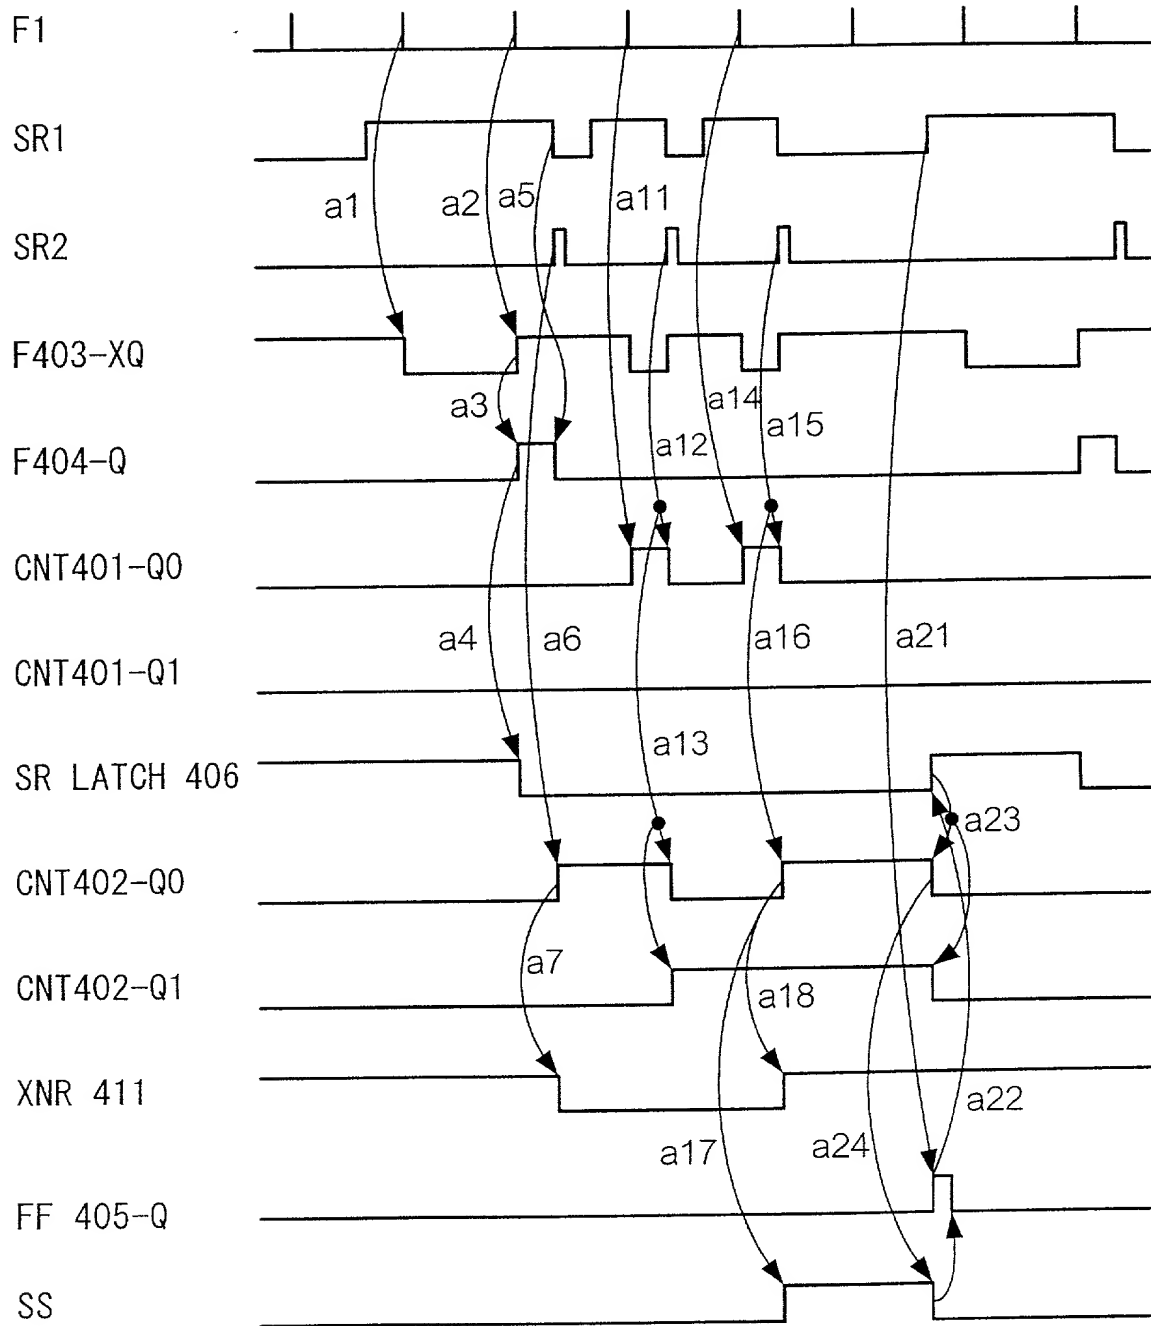 F1
SR1
a1
a2
a5
a11
SR2
F403-XQ
a3
a14
a15
a12
F404-Q
CNT401-Q0
a4
a6
a16
a21
CNT401-Q1
a13
SR LATCH 406
a23
CNT402-Q0
a7
CNT402-Q1
a18
XNR 411
a22
a17
a24
FF 405-Q
SS